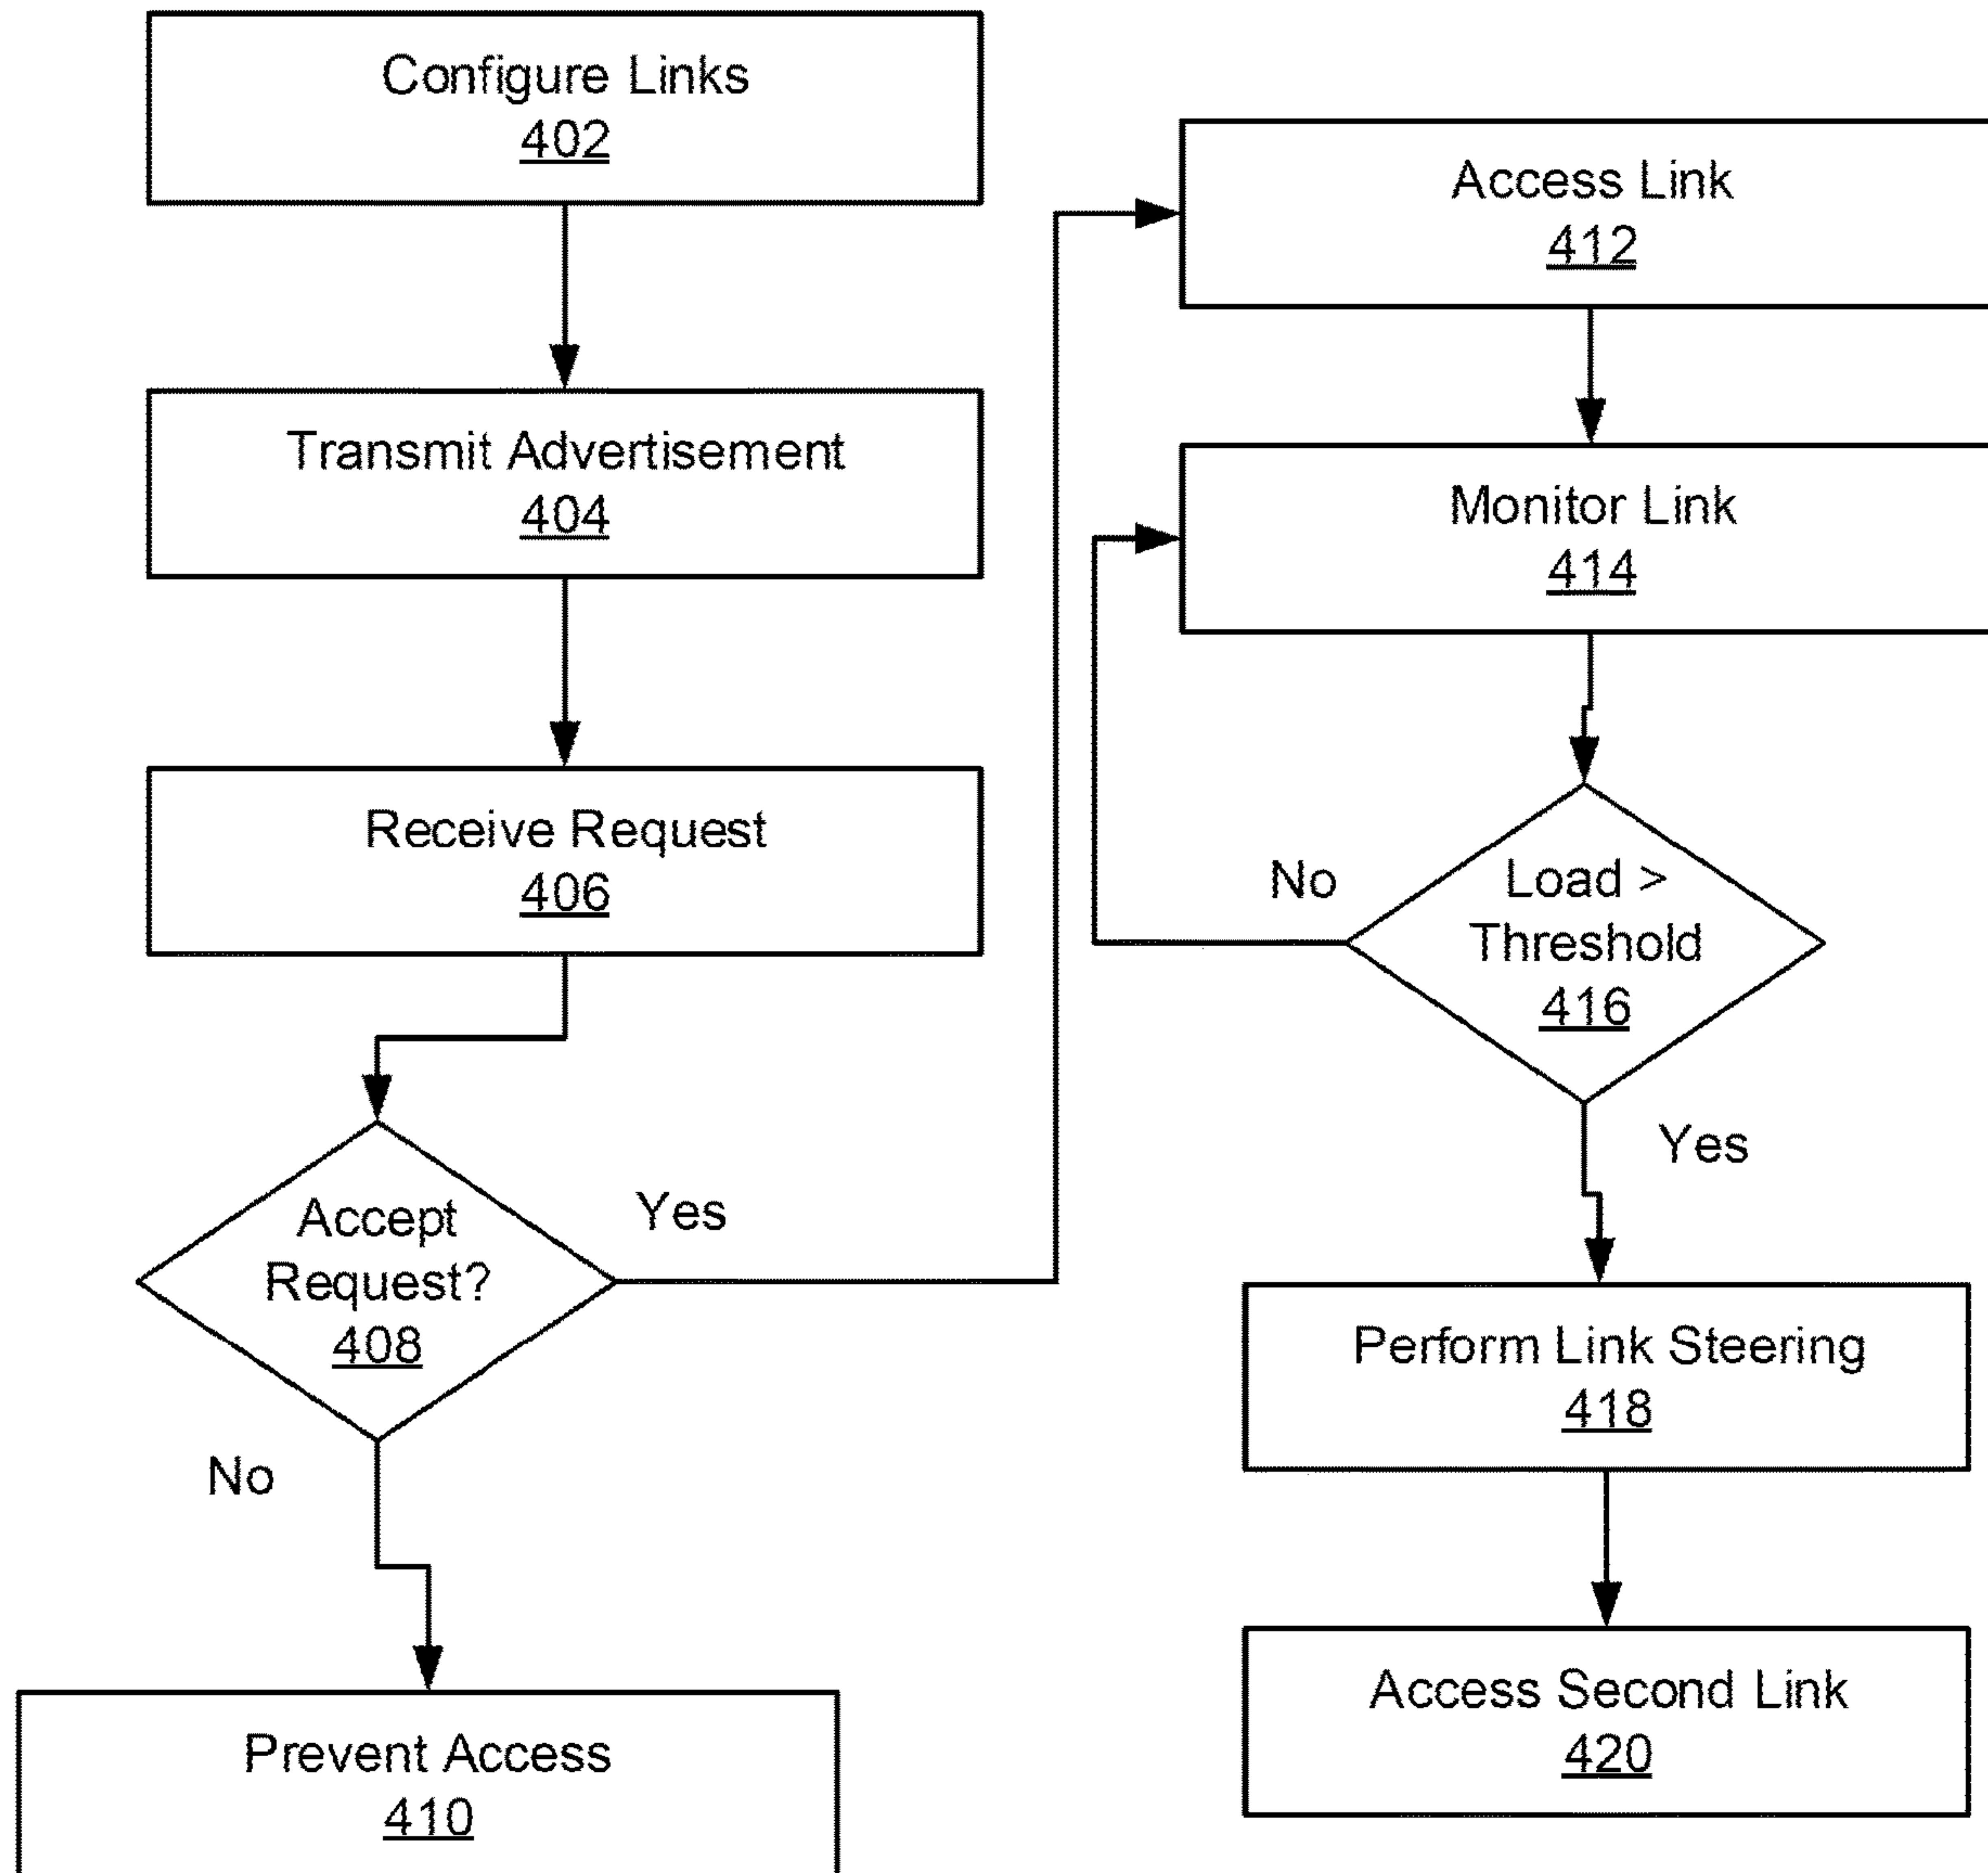 Configure Links
402
Transmit Advertisement
404
Receive Request
406
Accept
Request?
408
Yes
No
Prevent Access
410
Access Link
412
Monitor Link
414
Load >
Threshold
416
No
Yes
Perform Link Steering
418
Access Second Link
420